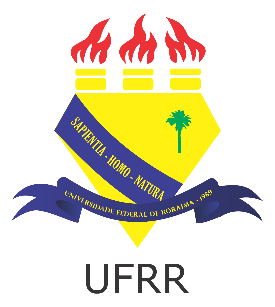 SAPIENTIA - HOMO - NATURA
UNIVERSIDADE FEDERAL DE RORAIMA - 1989
UFRR